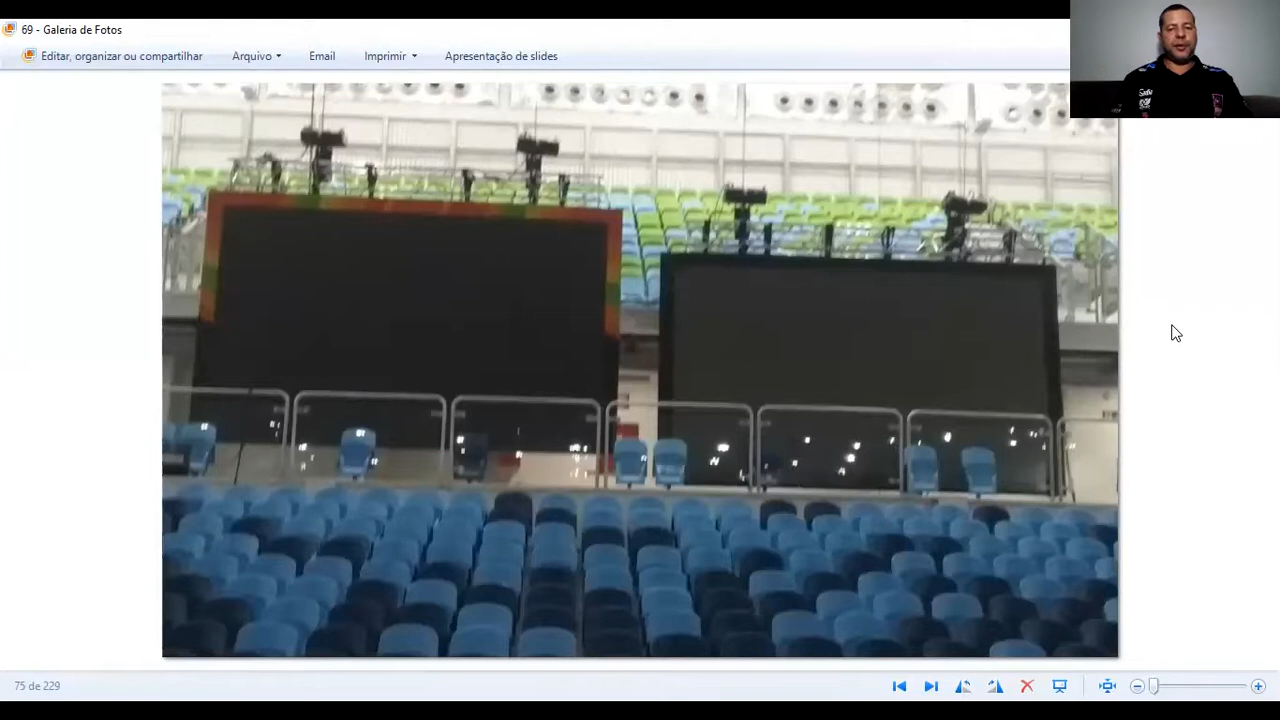 69 - Galeria de Fotos
Editar, organizar ou compartilhar Arquivo Email Imprimir Apresentação de slides
75 de 229